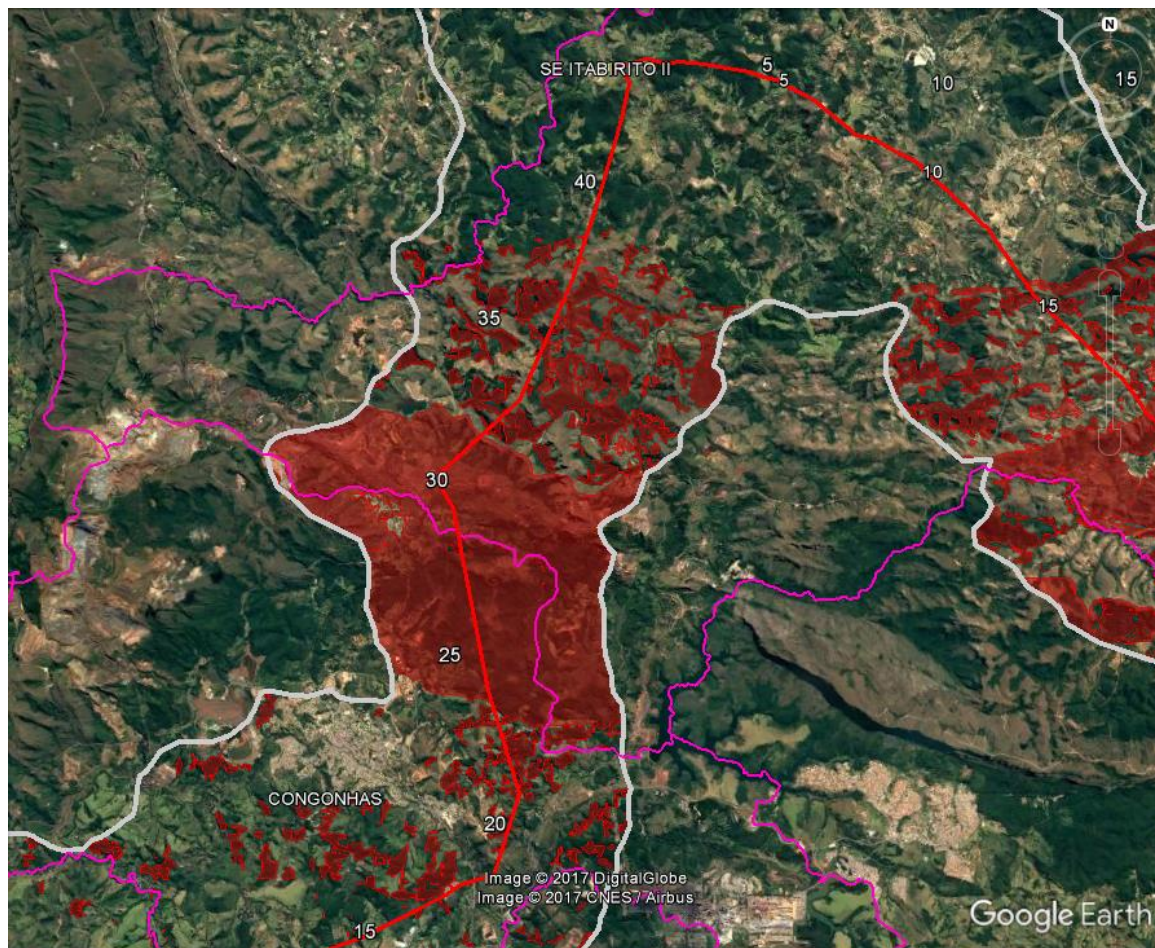 N
SE ITABIRITO II
5
5
10
15
40
10
35
15
30
25
CONGONHAS
20
Image © 2017 DigitalGlobe
Image © 2017 CNES / Airbus
15
Google Earth